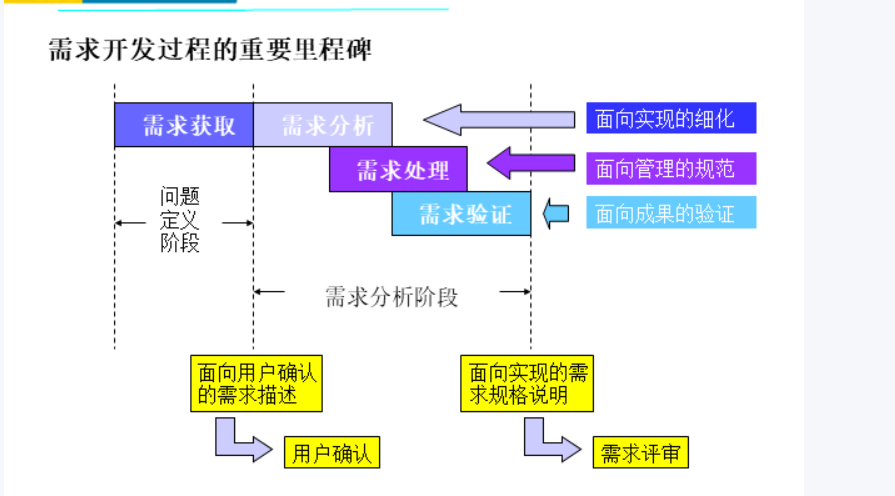 需求开发过程的重要里程碑
需求获取
需求分析
面向实现的细化
需求处理
面向管理的规范
需求验证
面向成果的验证
问题
定义
阶段
需求分析阶段
面向用户确认
的需求描述
面向实现的需
求规格说明
用户确认
需求评审